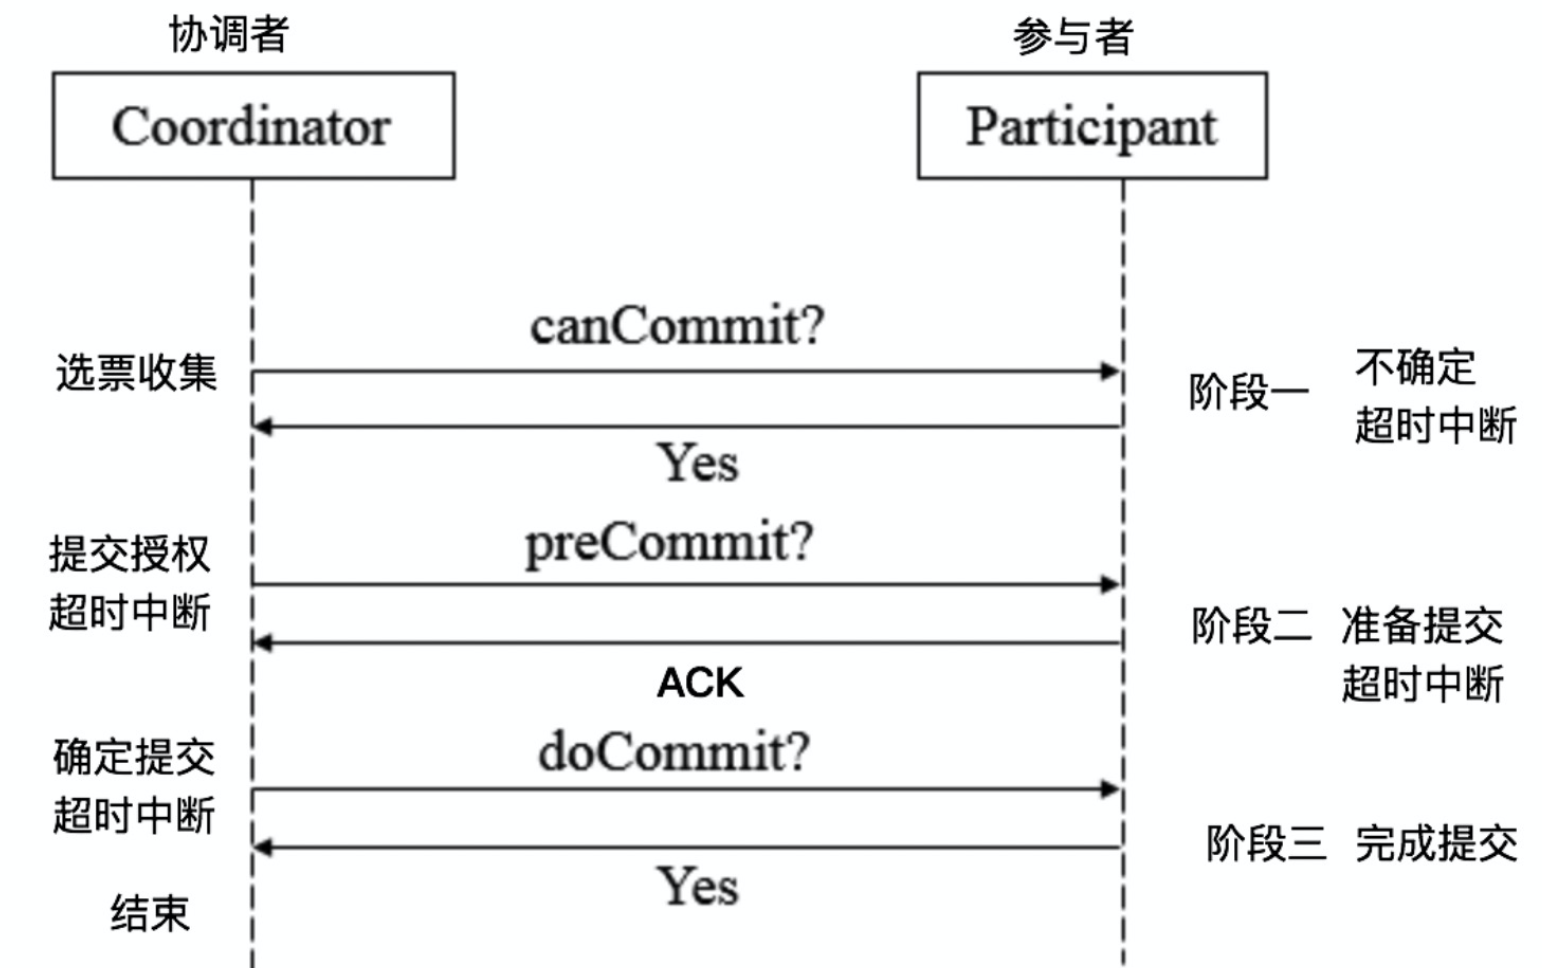 协调者
参与者
Coordinator
Participant
canCommit?
选票收集
阶段一
不确定
超时中断
Yes
preCommit?
提交授权
超时中断
阶段二
准备提交
超时中断
ACK
doCommit?
确定提交
超时中断
阶段三
完成提交
Yes
结束